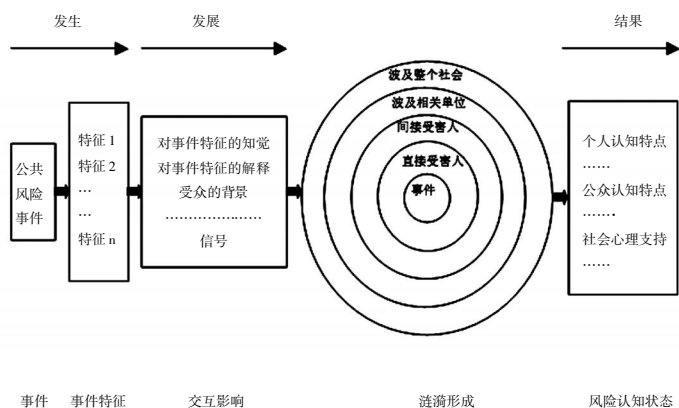 发生
发展
结果
公共
风险
事件
特征 1
特征 2
…
…
特征 n
对事件特征的知觉
对事件特征的解释
受众的背景
…………………
信号
波及整个社会
波及相关单位
间接受害人
直接受害人
事件
个人认知特点
……
公众认知特点
…….
社会心理支持
……
事件
事件特征
交互影响
涟漪形成
风险认知状态